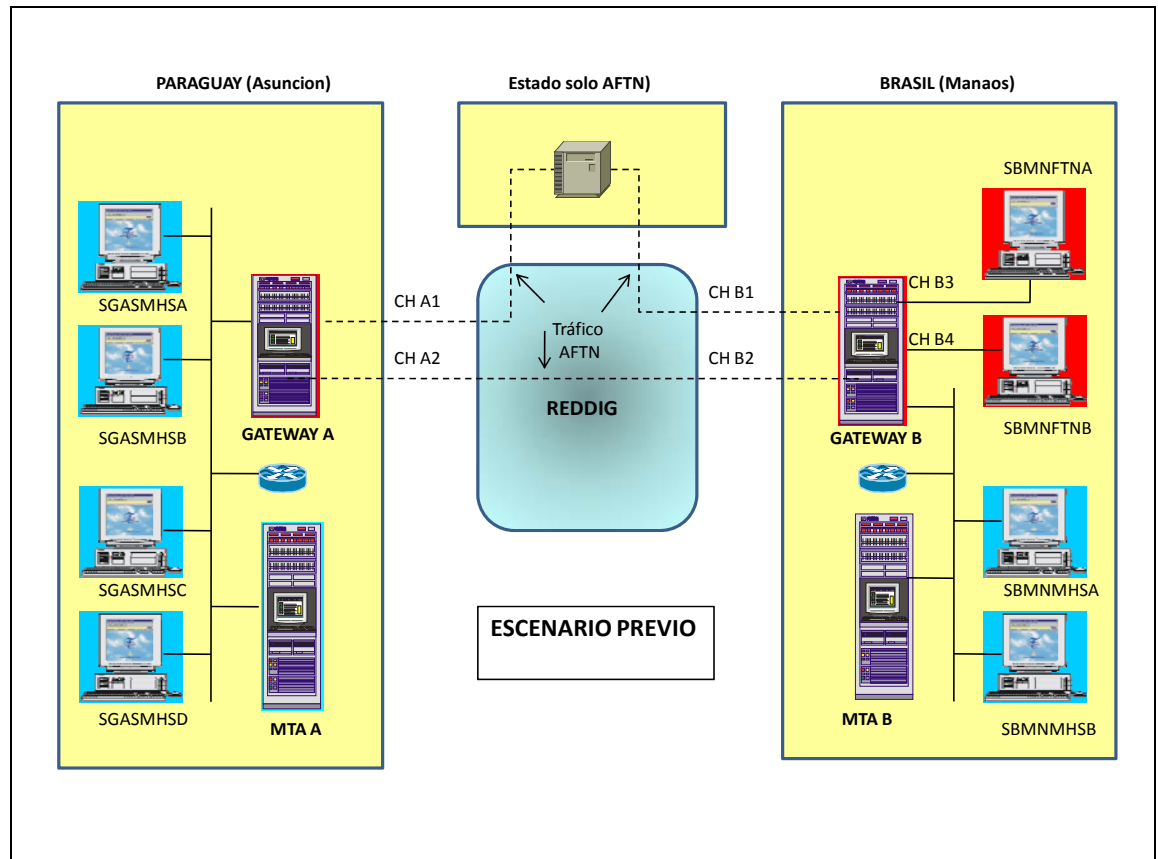 PARAGUAY (Asuncion)
Estado solo AFTN)
BRASIL (Manaos)
SGASMHSA
SGASMHSB
SGASMHSC
SGASMHSD
GATEWAY A
MTA A
CH A1
CH A2
Tráfico
AFTN
REDDIG
CH B1
CH B2
ESCENARIO PREVIO
GATEWAY B
MTA B
CH B3
CH B4
SBMNFTNA
SBMNFTNB
SBMNMHSA
SBMNMHSB